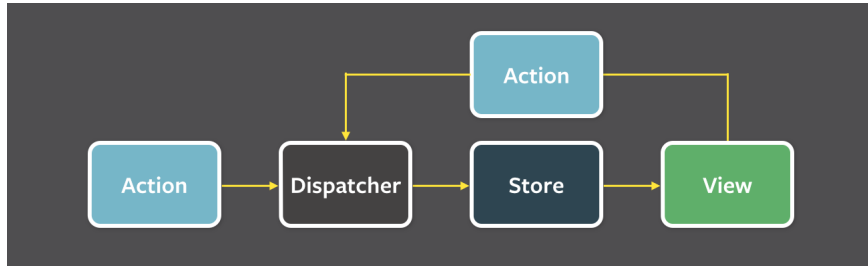 Action
Action
Dispatcher
Store
View